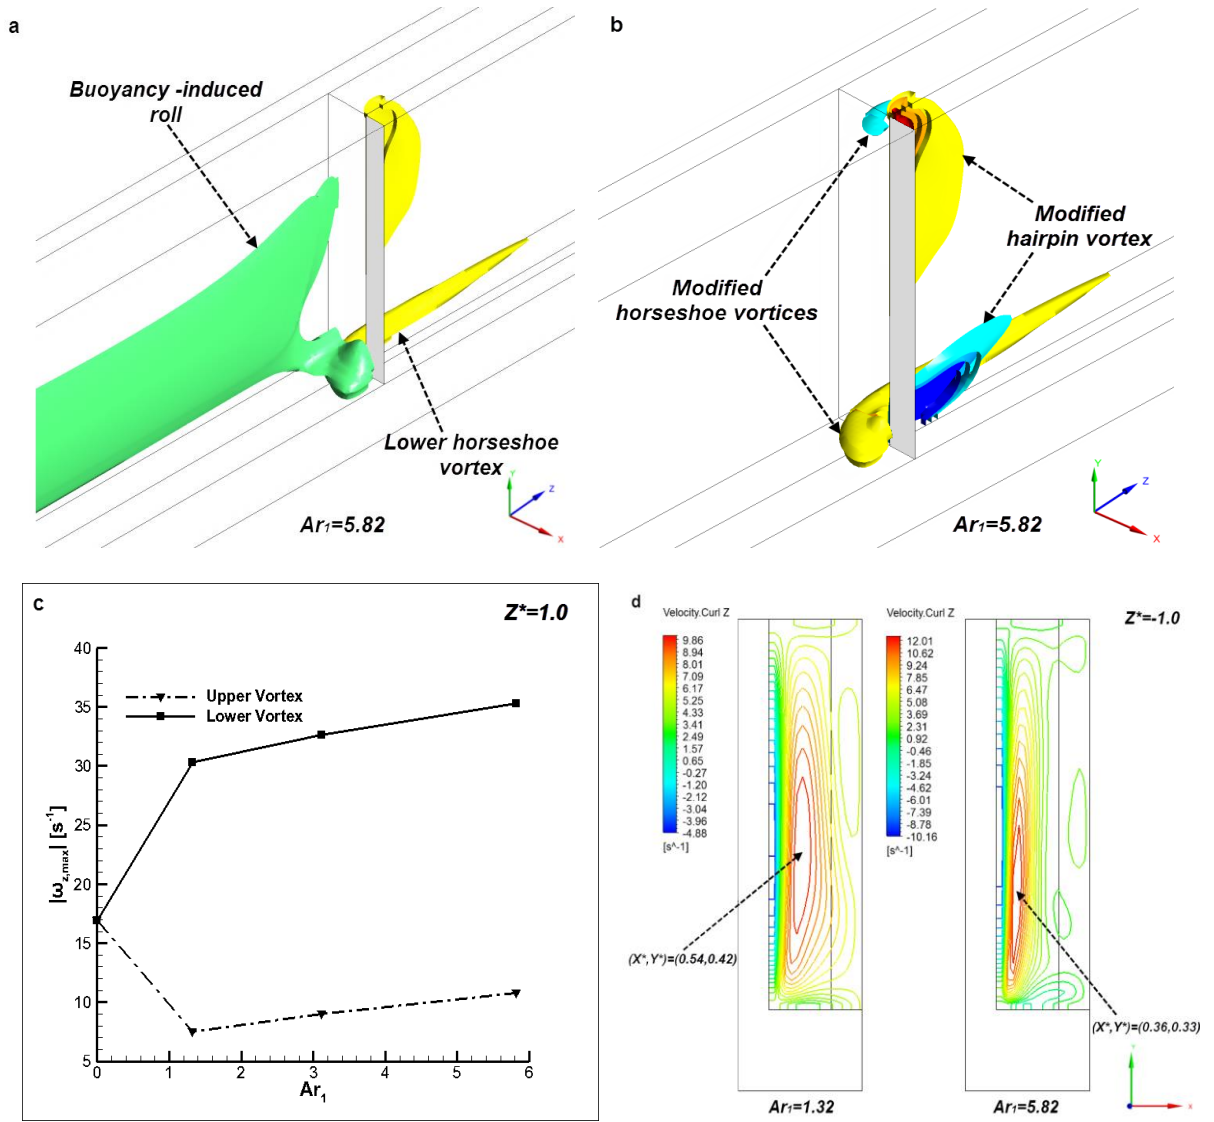 a
Buoyancy -induced
roll
Lower horseshoe
vortex
Ar₁=5.82
Y
Z
X
b
Modified
hairpin vortex
Modified
horseshoe vortices
Ar₁=5.82
Y
Z
X
c
Z*=1.0
40
35
30
25
20
15
10
5
|ω z,max| [s⁻¹]
Upper Vortex
Lower Vortex
0
1
2
3
4
5
6
Ar₁
d
Z*=-1.0
Velocity.Curl Z
9.86
8.94
8.01
7.09
6.17
5.25
4.33
3.41
2.49
1.57
0.65
-0.27
-1.20
-2.12
-3.04
-3.96
-4.88
[s^-1]
(X*,Y*)=(0.54,0.42)
Ar₁=1.32
Velocity.Curl Z
12.01
10.62
9.24
7.85
6.47
5.08
3.69
2.31
0.92
-0.46
-1.85
-3.24
-4.62
-6.01
-7.39
-8.78
-10.16
[s^-1]
(X*,Y*)=(0.36,0.33)
Ar₁=5.82
Y
X